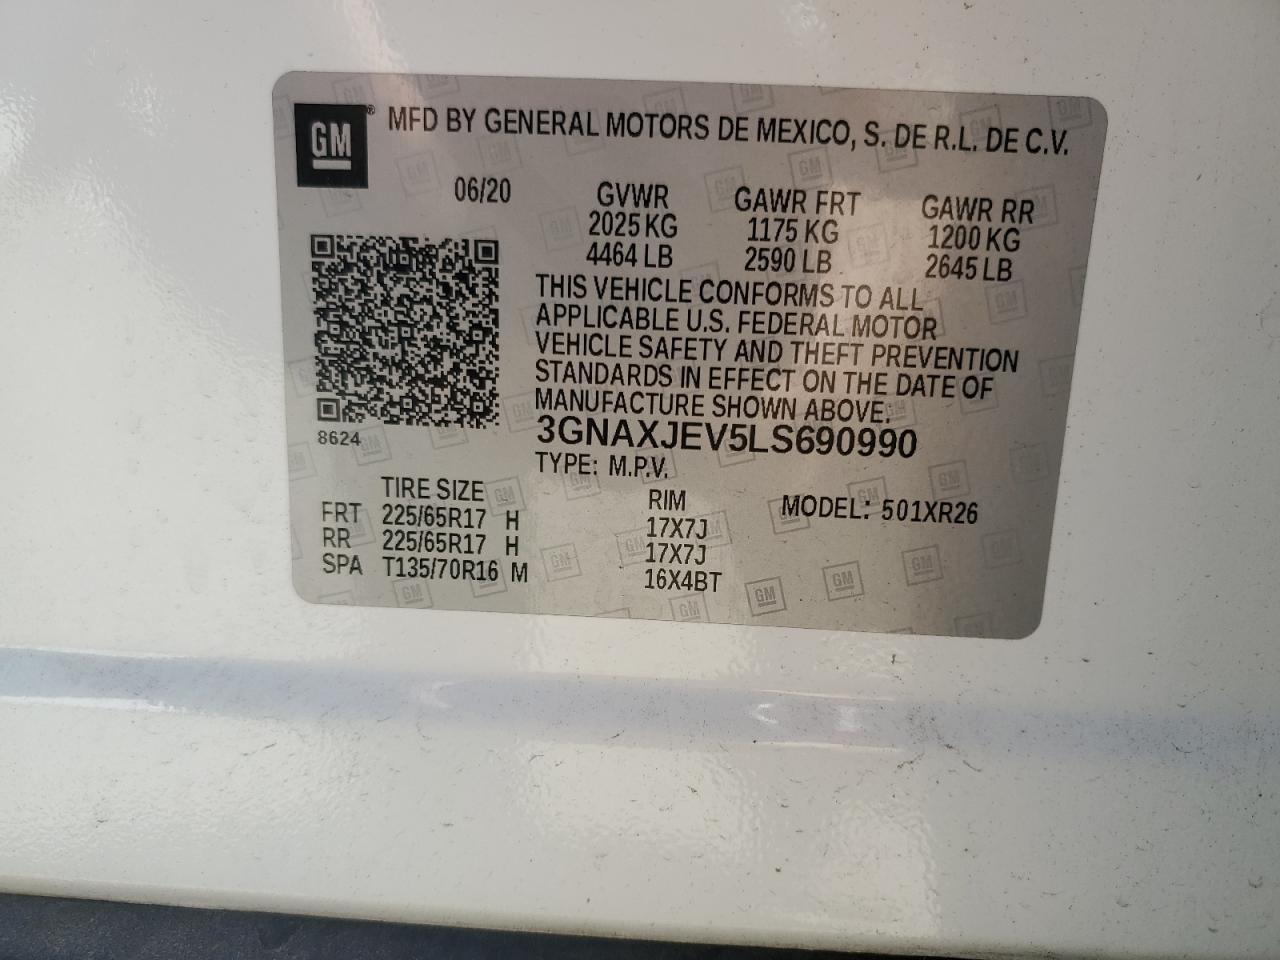 GM ® MFD BY GENERAL MOTORS DE MEXICO, S. DE R.L. DE C.V.
06/20 GVWR GAWR FRT GAWR RR
2025 KG 1175 KG 1200 KG
4464 LB 2590 LB 2645 LB
THIS VEHICLE CONFORMS TO ALL
APPLICABLE U.S. FEDERAL MOTOR
VEHICLE SAFETY AND THEFT PREVENTION
STANDARDS IN EFFECT ON THE DATE OF
MANUFACTURE SHOWN ABOVE.
8624 3GNAXJEV5LS690990
TYPE: M.P.V.
TIRE SIZE RIM MODEL: 501XR26
FRT 225/65R17 H 17X7J
RR 225/65R17 H 17X7J
SPA T135/70R16 M 16X4BT